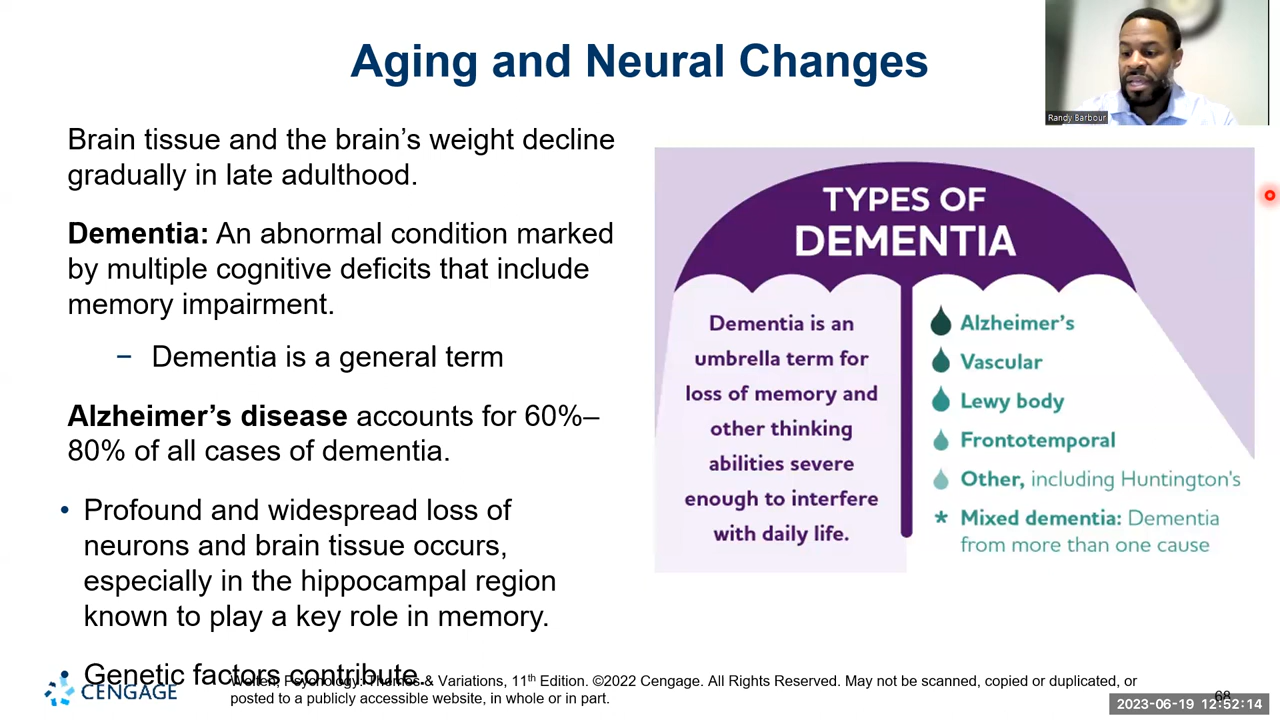 Aging and Neural Changes
Randy Barbour
Brain tissue and the brain’s weight decline
gradually in late adulthood.
Dementia: An abnormal condition marked
by multiple cognitive deficits that include
memory impairment.
− Dementia is a general term
Alzheimer’s disease accounts for 60%–
80% of all cases of dementia.
• Profound and widespread loss of
neurons and brain tissue occurs,
especially in the hippocampal region
known to play a key role in memory.
• Genetic factors contribute.
TYPES OF
DEMENTIA
Dementia is an
umbrella term for
loss of memory and
other thinking
abilities severe
enough to interfere
with daily life.
Alzheimer’s
Vascular
Lewy body
Frontotemporal
Other, including Huntington's
* Mixed dementia: Dementia
from more than one cause
CENGAGE
Weiten, Psychology: Themes & Variations, 11th Edition. ©2022 Cengage. All Rights Reserved. May not be scanned, copied or duplicated, or
posted to a publicly accessible website, in whole or in part.
68
2023-06-19 12:52:14